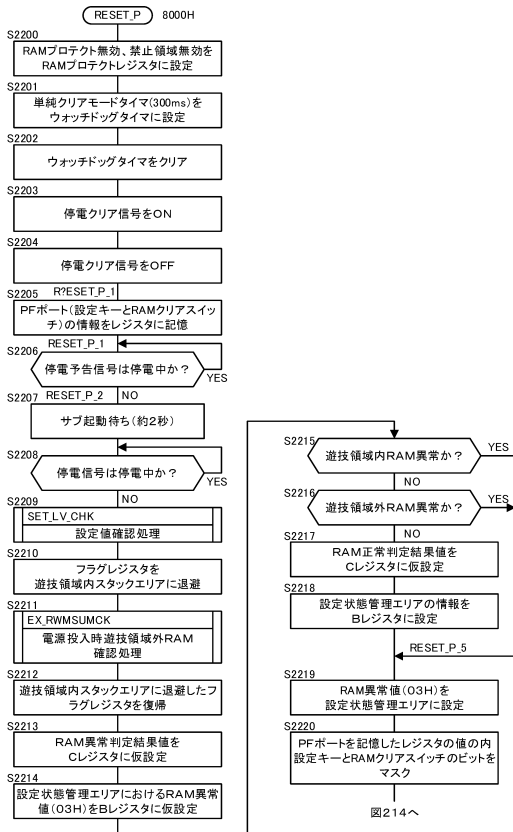 RESET_P 8000H
S2200
RAMプロテクト無効、禁止領域無効を
RAMプロテクトレジスタに設定
S2201
単純クリアモードタイマ(300ms)を
ウォッチドッグタイマに設定
S2202
ウォッチドッグタイマをクリア
S2203
停電クリア信号をON
S2204
停電クリア信号をOFF
S2205 R?ESET_P_1
PFポート(設定キーとRAMクリアスイッ
チ)の情報をレジスタに記憶
RESET_P_1
S2206
停電予告信号は停電中か?
YES
RESET_P_2 NO
S2207
サブ起動待ち(約2秒)
S2208
停電信号は停電中か?
YES
NO
S2209
SET_LV_CHK
設定値確認処理
S2210
フラグレジスタを
遊技領域内スタックエリアに退避
S2211
EX_RWMSUMCK
電源投入時遊技領域外RAM
確認処理
S2212
遊技領域内スタックエリアに退避したフ
ラグレジスタを復帰
S2213
RAM異常判定結果値を
Cレジスタに仮設定
S2214
設定状態管理エリアにおけるRAM異常
値(03H)をBレジスタに仮設定
S2215
遊技領域内RAM異常か?
YES
NO
S2216
遊技領域外RAM異常か?
YES
NO
S2217
RAM正常判定結果値を
Cレジスタに仮設定
S2218
設定状態管理エリアの情報を
Bレジスタに設定
RESET_P_5
S2219
RAM異常値(03H)を
設定状態管理エリアに設定
S2220
PFポートを記憶したレジスタの値の内
設定キーとRAMクリアスイッチのビットを
マスク
図214へ